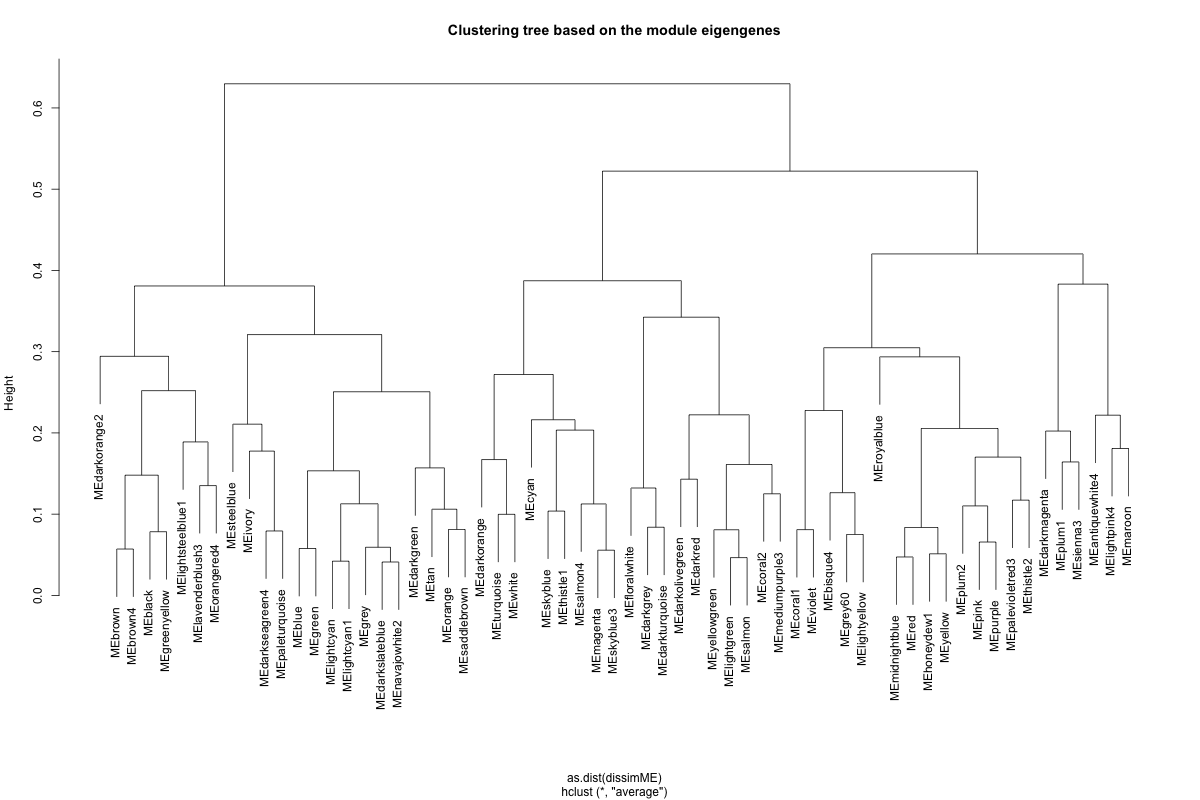 Clustering tree based on the module eigengenes
Height
0.6
0.5
0.4
0.3
0.2
0.1
0.0
MEdarkorange2
MEbrown
MEbrown4
MEblack
MEgreenyellow
MElightsteelblue1
MElavenderblush3
MEorangered4
MEsteelblue
MEivory
MEdarkseagreen4
MEpaleturquoise
MEblue
MEgreen
MElightcyan
MElightcyan1
MEgrey
MEdarkslateblue
MEnavajowhite2
MEdarkgreen
MEtan
MEorange
MEsaddlebrown
MEdarkorange
MEturquoise
MEwhite
MEcyan
MEskyblue
MEthistle1
MEsalmon4
MEmagenta
MEskyblue3
MEfloralwhite
MEdarkgrey
MEdarkturquoise
MEdarkolivegreen
MEdarkred
MEyellowgreen
MElightgreen
MEsalmon
MEcoral2
MEmediumpurple3
MEcoral1
MEviolet
MEbisque4
MEgrey60
MElightyellow
MEroyalblue
MEmidnightblue
MEred
MEhoneydew1
MEyellow
MEplum2
MEpink
MEpurple
MEpalevioletred3
MEthistle2
MEdarkmagenta
MEplum1
MEsienna3
MEantiquewhite4
MElightpink4
MEmaroon
as.dist(dissimME)
hclust (*, "average")